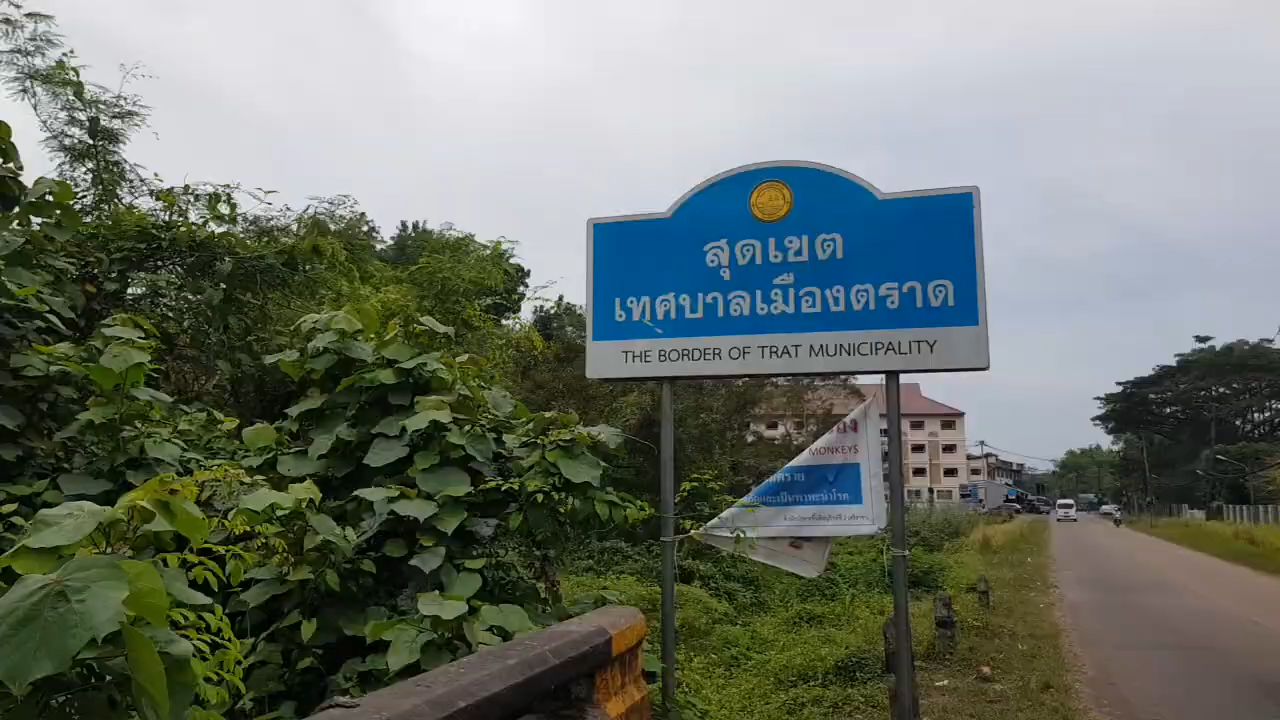 สุดเขต
เทศบาลเมืองตราด
THE BORDER OF TRAT MUNICIPALITY
MONKEYS